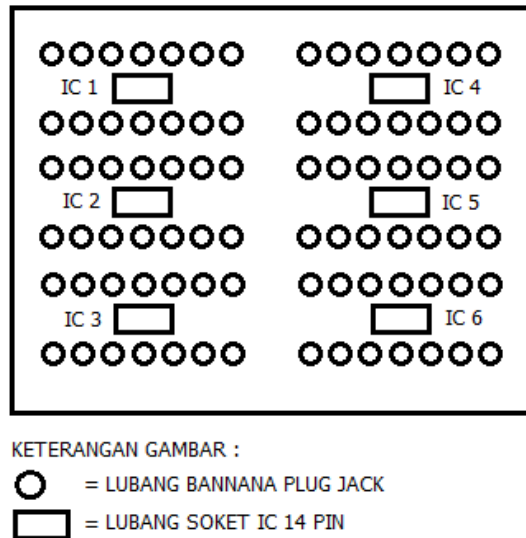 IC 1
IC 4
IC 2
IC 5
IC 3
IC 6
KETERANGAN GAMBAR :
= LUBANG BANNANA PLUG JACK
= LUBANG SOKET IC 14 PIN